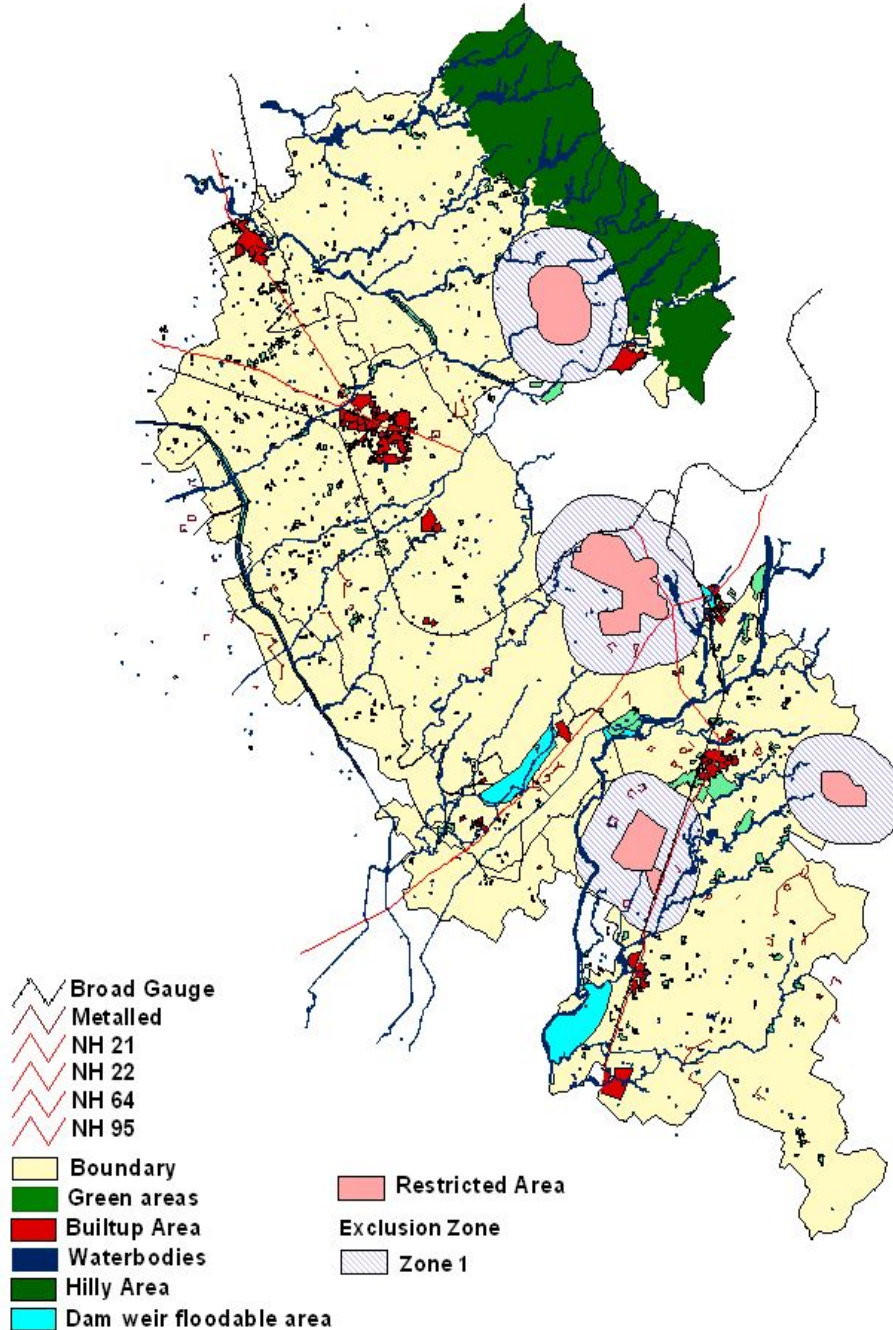 Broad Gauge
Metalled
NH 21
NH 22
NH 64
NH 95
Boundary
Green areas
Builtup Area
Waterbodies
Hilly Area
Dam weir floodable area
Restricted Area
Exclusion Zone
Zone 1